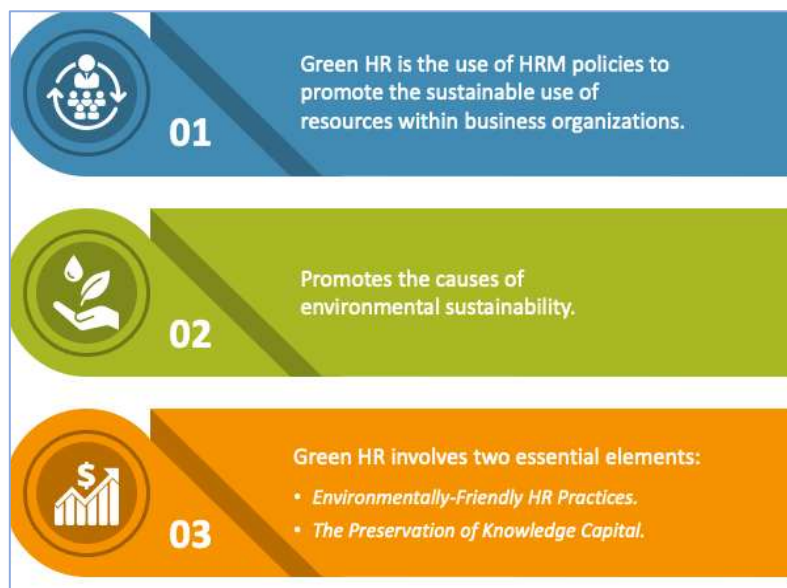 Green HR is the use of HRM policies to
promote the sustainable use of
resources within business organizations.
01
Promotes the causes of
environmental sustainability.
02
Green HR involves two essential elements:
• Environmentally-Friendly HR Practices.
• The Preservation of Knowledge Capital.
03
$